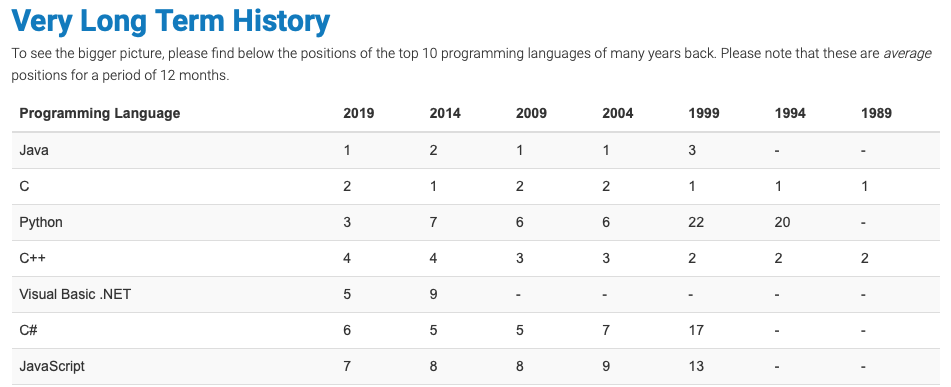 Very Long Term History
To see the bigger picture, please find below the positions of the top 10 programming languages of many years back. Please note that these are average
positions for a period of 12 months.
Programming Language 2019 2014 2009 2004 1999 1994 1989
Java 1 2 1 1 3 - -
C 2 1 2 2 1 1 1
Python 3 7 6 6 22 20 -
C++ 4 4 3 3 2 2 2
Visual Basic .NET 5 9 - - - - -
C# 6 5 5 7 17 - -
JavaScript 7 8 8 9 13 - -